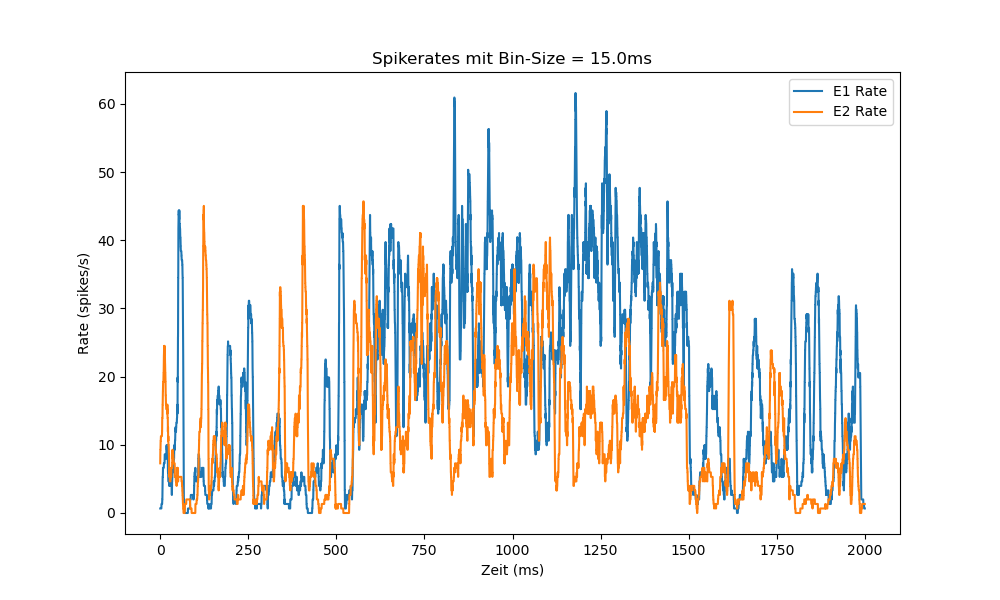 Spikerates mit Bin-Size = 15.0ms
E1 Rate
E2 Rate
60
50
40
30
20
10
0
Rate (spikes/s)
0 250 500 750 1000 1250 1500 1750 2000
Zeit (ms)